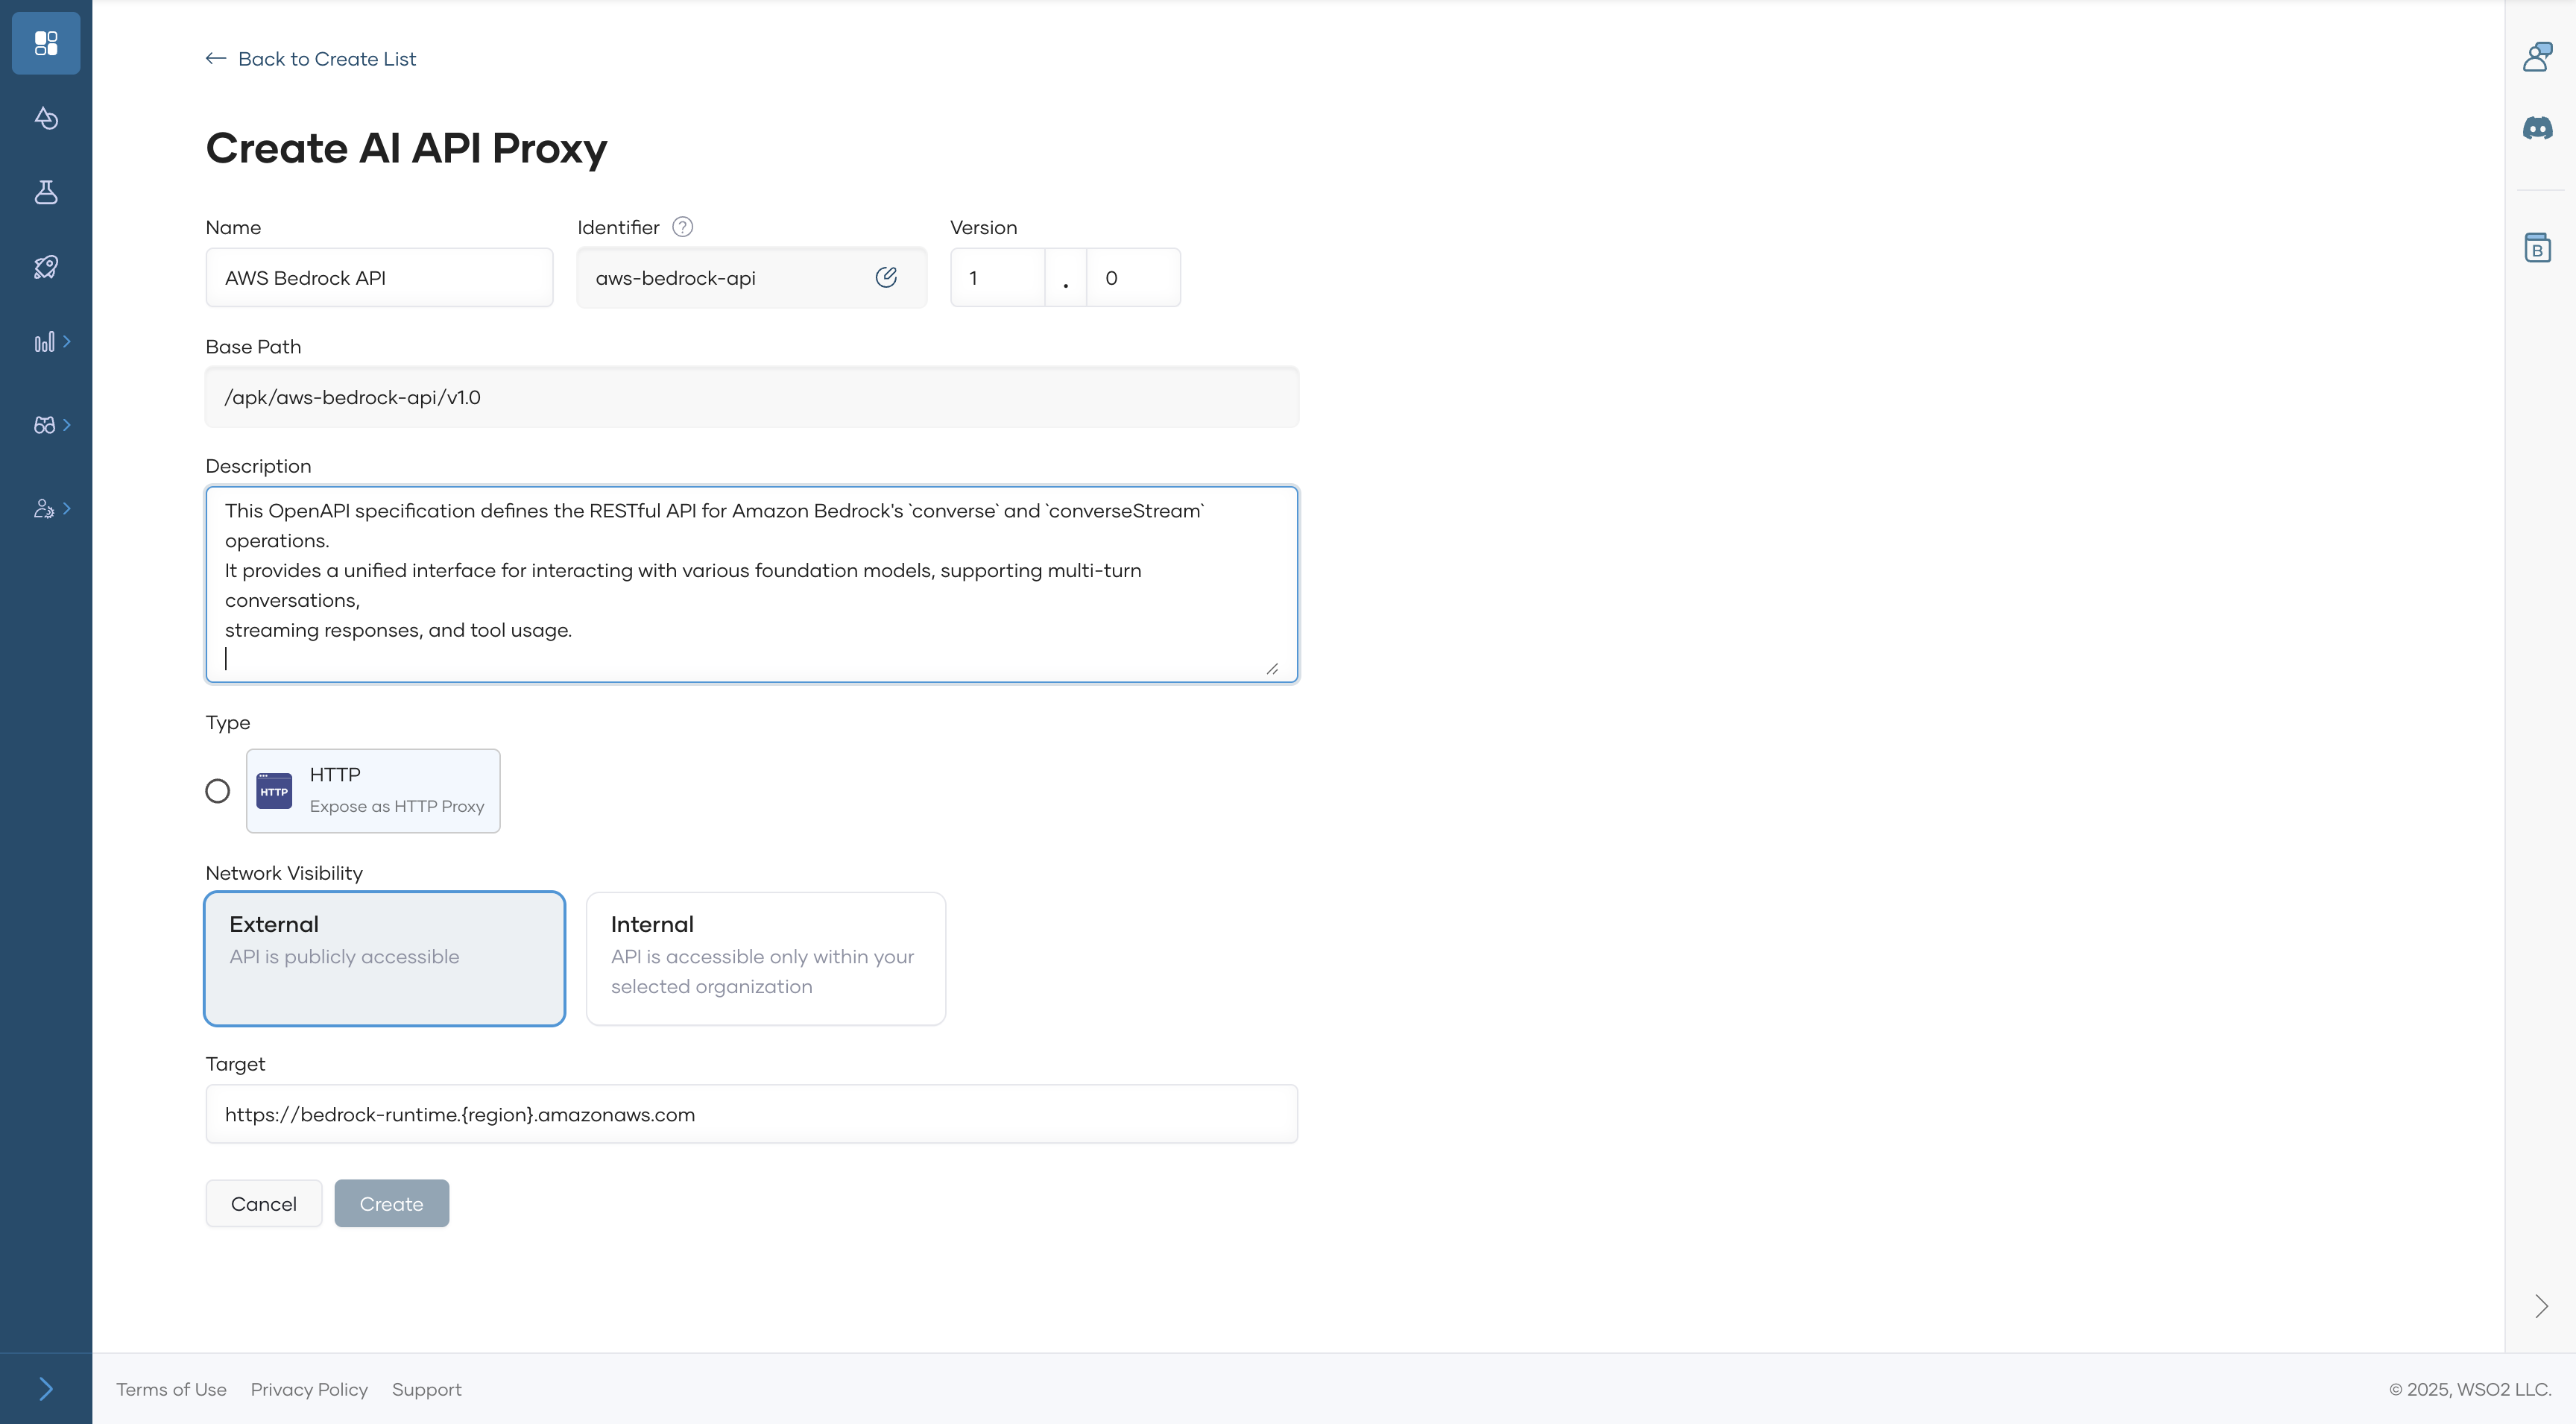 Back to Create List
Create AI API Proxy
Name
Identifier ?
Version
AWS Bedrock API
aws-bedrock-api
1 . 0
Base Path
/apk/aws-bedrock-api/v1.0
Description
This OpenAPI specification defines the RESTful API for Amazon Bedrock's `converse` and `converseStream`
operations.
It provides a unified interface for interacting with various foundation models, supporting multi-turn
conversations,
streaming responses, and tool usage.
Type
HTTP
HTTP
Expose as HTTP Proxy
Network Visibility
External
API is publicly accessible
Internal
API is accessible only within your
selected organization
Target
https://bedrock-runtime.{region}.amazonaws.com
Cancel
Create
B
Terms of Use
Privacy Policy
Support
© 2025, WSO2 LLC.